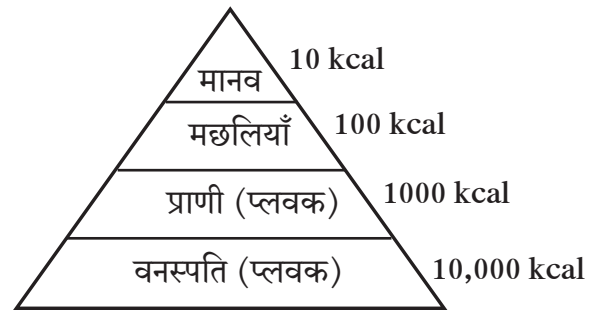 मानव 10 kcal
मछलियाँ 100 kcal
प्राणी (प्लवक) 1000 kcal
वनस्पति (प्लवक) 10,000 kcal